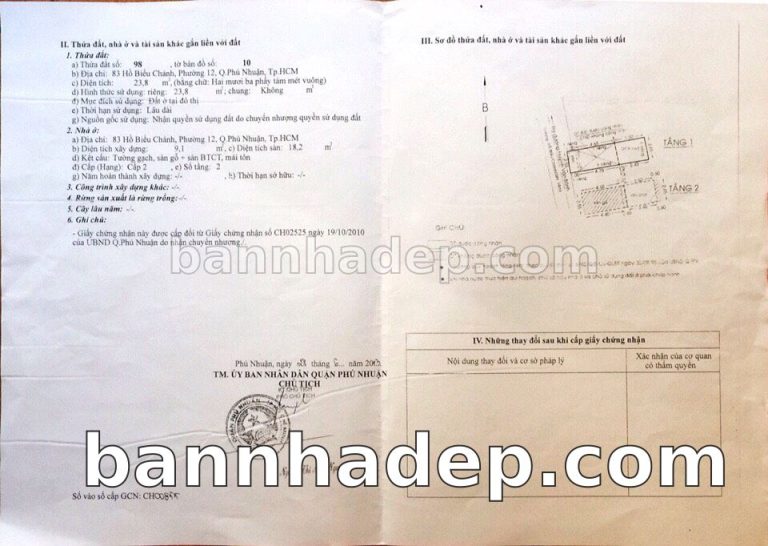 II. Thửa đất, nhà ở và tài sản khác gắn liền với đất
1. Thửa đất:
a) Thửa đất số: 98 , tờ bản đồ số: 10
b) Địa chỉ: 83 Hồ Biểu Chánh, Phường 12, Q.Phú Nhuận, Tp.HCM
c) Diện tích: 23,8 m², (bằng chữ: Hai mươi ba phẩy tám mét vuông)
d) Hình thức sử dụng: riêng: 23,8 m²; chung: Không m²
đ) Mục đích sử dụng: Đất ở tại đô thị
e) Thời hạn sử dụng: Lâu dài
g) Nguồn gốc sử dụng: Nhận quyền sử dụng đất do chuyển nhượng quyền sử dụng đất
2. Nhà ở:
a) Địa chỉ: 83 Hồ Biểu Chánh, Phường 12, Q.Phú Nhuận, Tp.HCM
b) Diện tích xây dựng: 9,1 m²; c) Diện tích sàn: 18,2 m²
d) Kết cấu: Tường gạch, sàn gỗ + sàn BTCT, mái tôn
đ) Cấp (Hạng): Cấp 2 , e) Số tầng: 2
g) Năm hoàn thành xây dựng: -/- , h) Thời hạn sở hữu: -/-
3. Công trình xây dựng khác: -/-
4. Rừng sản xuất là rừng trồng: -/-
5. Cây lâu năm: -/-
6. Ghi chú:
- Giấy chứng nhận này được cấp đổi từ Giấy chứng nhận số CH02525 ngày 19/10/2010
của UBND Q.Phú Nhuận do nhận chuyển nhượng./.
Phú Nhuận, ngày tháng năm
TM. ỦY BAN NHÂN DÂN QUẬN PHÚ NHUẬN
CHỦ TỊCH
PHÓ CHỦ TỊCH
Số vào sổ cấp GCN:
III. Sơ đồ thửa đất, nhà ở và tài sản khác gắn liền với đất
B
TẦNG 1
TẦNG 2
GHI CHÚ
IV. Những thay đổi sau khi cấp giấy chứng nhận
Nội dung thay đổi và cơ sở pháp lý
Xác nhận của cơ quan
có thẩm quyền
bannhadep.com
bannhadep.com